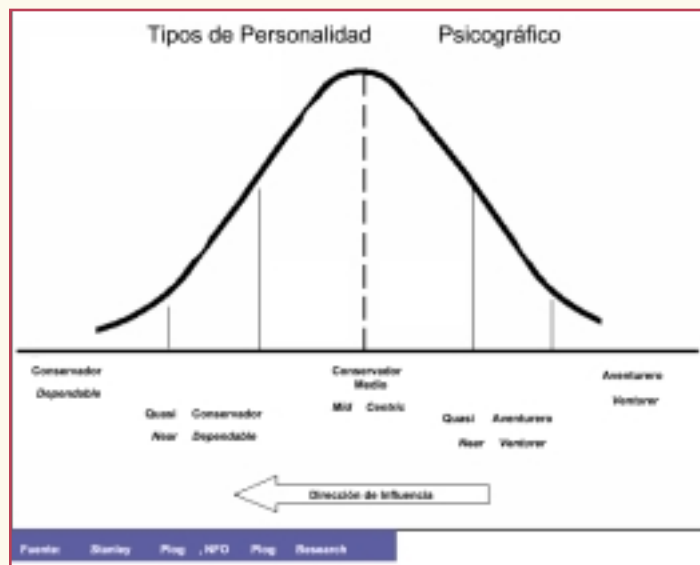 Tipos de Personalidad Psicográfico
Conservador
Dependable
Quasi Conservador
Near Dependable
Conservador
Medio
Mid Centric
Quasi Aventurero
Near Venturer
Aventurero
Venturer
Dirección de Influencia
Fuente: Stanley Plog , NFO Plog Research